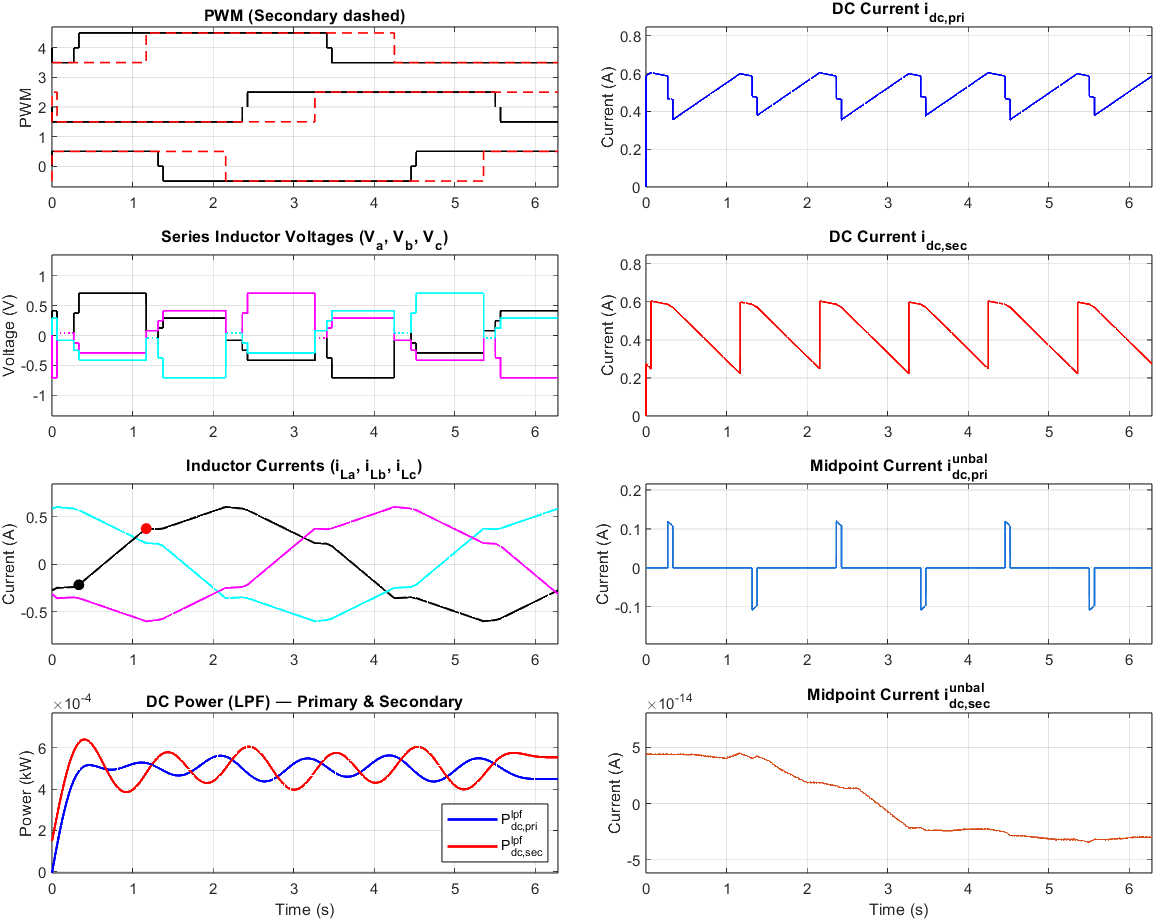 PWM (Secondary dashed)
PWM
4
3
2
1
0
0 1 2 3 4 5 6
DC Current i_dc,pri
Current (A)
0.8
0.6
0.4
0.2
0
0 1 2 3 4 5 6
Series Inductor Voltages (V_a, V_b, V_c)
Voltage (V)
1
0.5
0
-0.5
-1
0 1 2 3 4 5 6
DC Current i_dc,sec
Current (A)
0.8
0.6
0.4
0.2
0
0 1 2 3 4 5 6
Inductor Currents (i_La, i_Lb, i_Lc)
Current (A)
0.5
0
-0.5
0 1 2 3 4 5 6
Midpoint Current i^unbal_dc,pri
Current (A)
0.2
0.1
0
-0.1
0 1 2 3 4 5 6
DC Power (LPF) — Primary & Secondary
×10^-4
Power (kW)
6
4
2
0
P^lpf_dc,pri
P^lpf_dc,sec
0 1 2 3 4 5 6
Time (s)
Midpoint Current i^unbal_dc,sec
×10^-14
Current (A)
5
0
-5
0 1 2 3 4 5 6
Time (s)